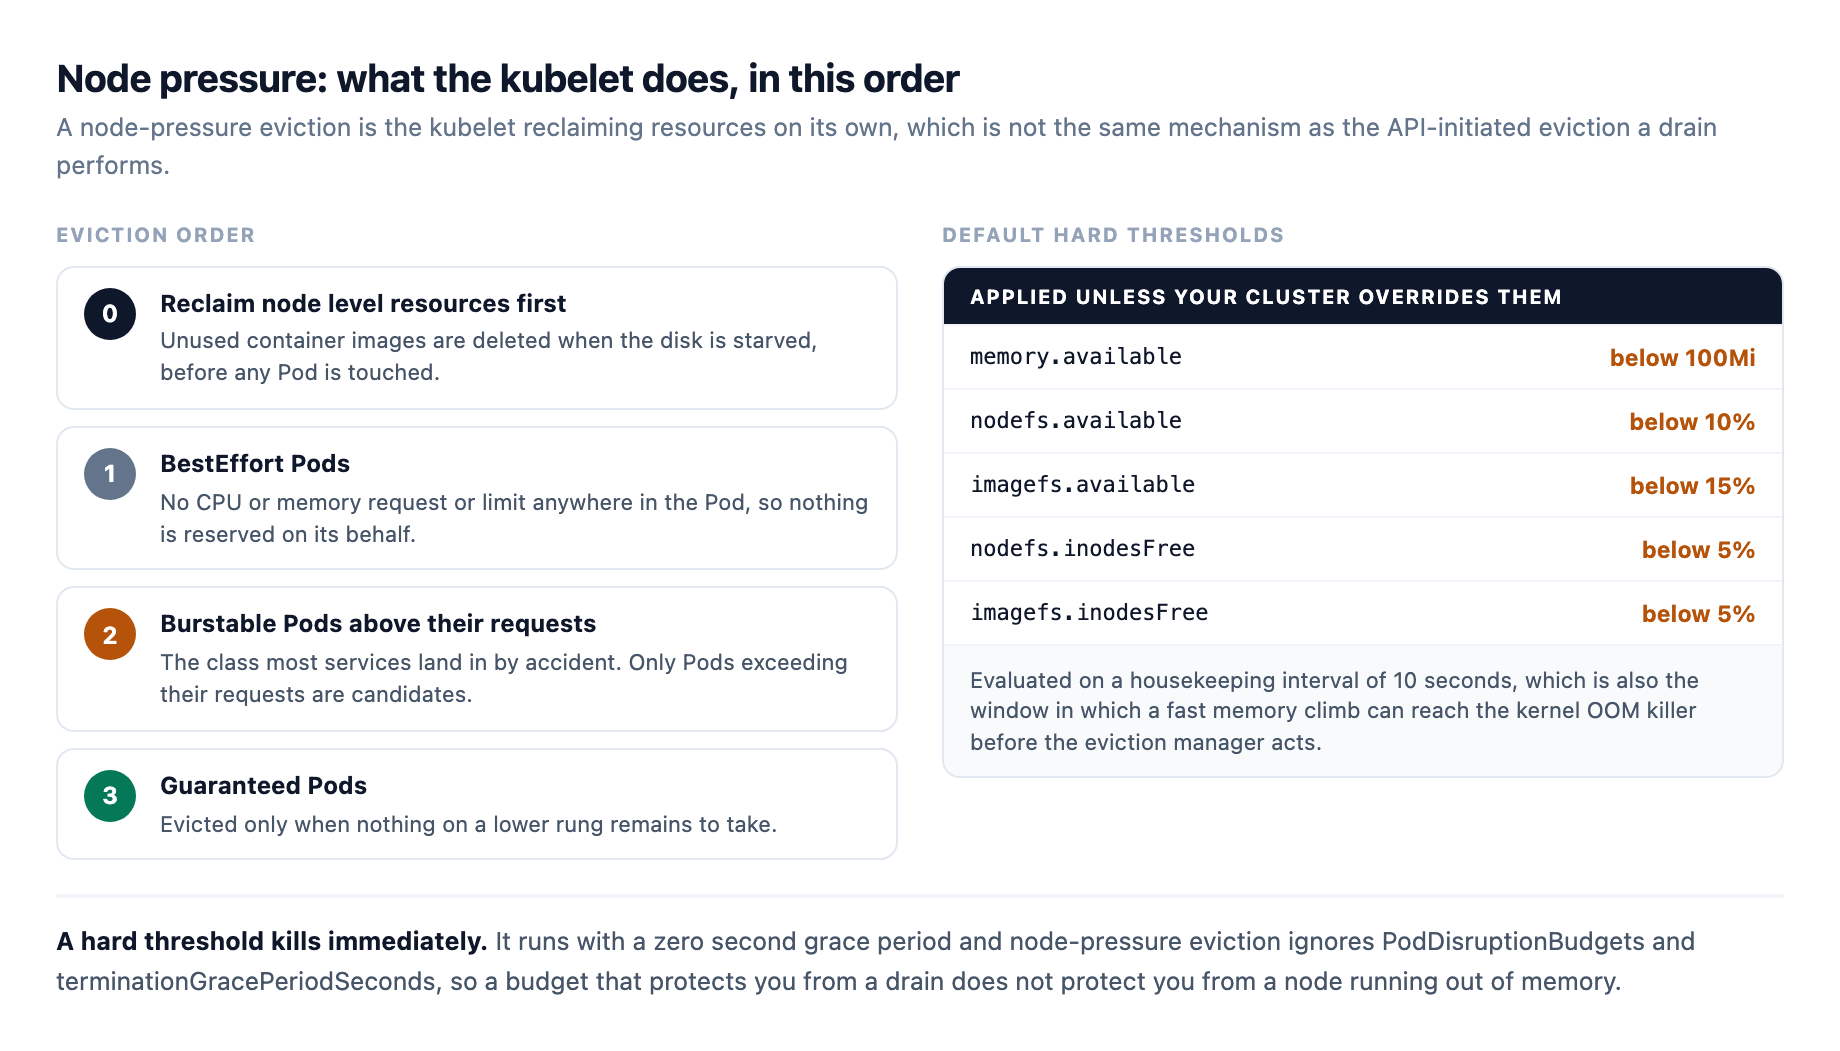 Node pressure: what the kubelet does, in this order
A node-pressure eviction is the kubelet reclaiming resources on its own, which is not the same mechanism as the API-initiated eviction a drain
performs.
EVICTION ORDER
0
Reclaim node level resources first
Unused container images are deleted when the disk is starved,
before any Pod is touched.
1
BestEffort Pods
No CPU or memory request or limit anywhere in the Pod, so nothing
is reserved on its behalf.
2
Burstable Pods above their requests
The class most services land in by accident. Only Pods exceeding
their requests are candidates.
3
Guaranteed Pods
Evicted only when nothing on a lower rung remains to take.
DEFAULT HARD THRESHOLDS
APPLIED UNLESS YOUR CLUSTER OVERRIDES THEM
memory.available below 100Mi
nodefs.available below 10%
imagefs.available below 15%
nodefs.inodesFree below 5%
imagefs.inodesFree below 5%
Evaluated on a housekeeping interval of 10 seconds, which is also the
window in which a fast memory climb can reach the kernel OOM killer
before the eviction manager acts.
A hard threshold kills immediately. It runs with a zero second grace period and node-pressure eviction ignores PodDisruptionBudgets and
terminationGracePeriodSeconds, so a budget that protects you from a drain does not protect you from a node running out of memory.